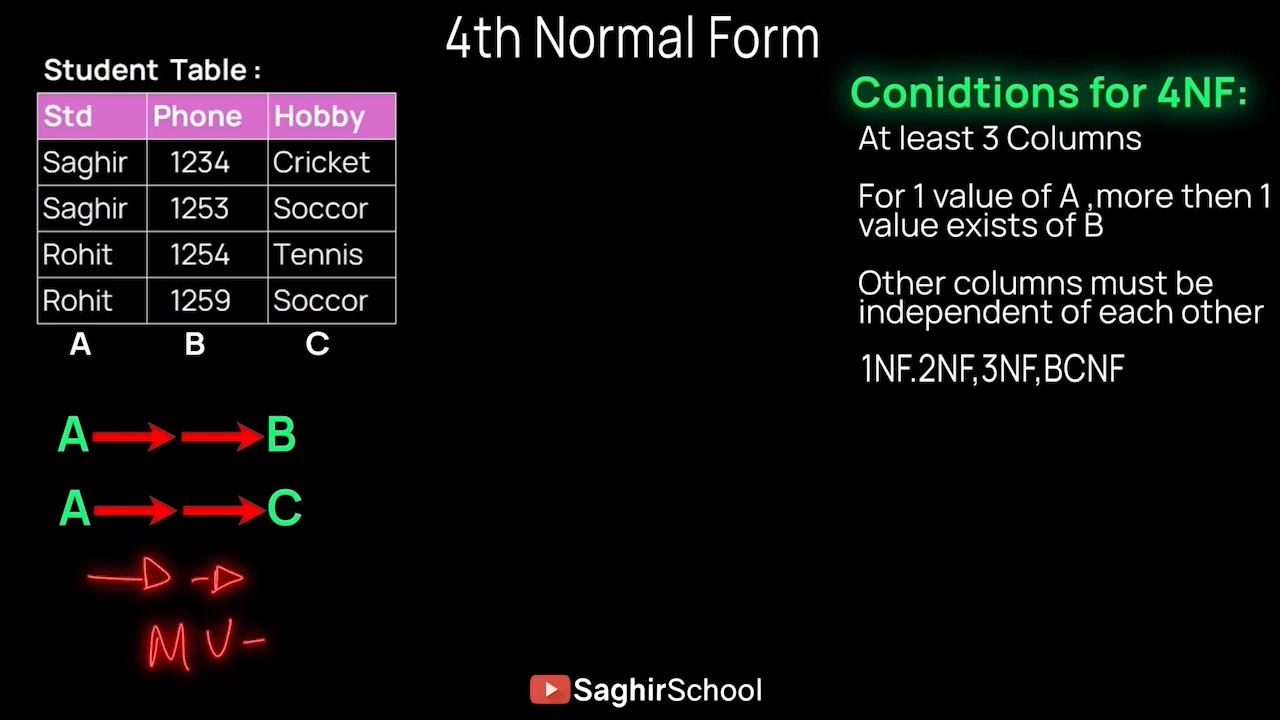 4th Normal Form
Student Table :
Std Phone Hobby
Saghir 1234 Cricket
Saghir 1253 Soccor
Rohit 1254 Tennis
Rohit 1259 Soccor
A B C
A B
A C
M V -
Conidtions for 4NF:
At least 3 Columns
For 1 value of A ,more then 1
value exists of B
Other columns must be
independent of each other
1NF.2NF,3NF,BCNF
SaghirSchool